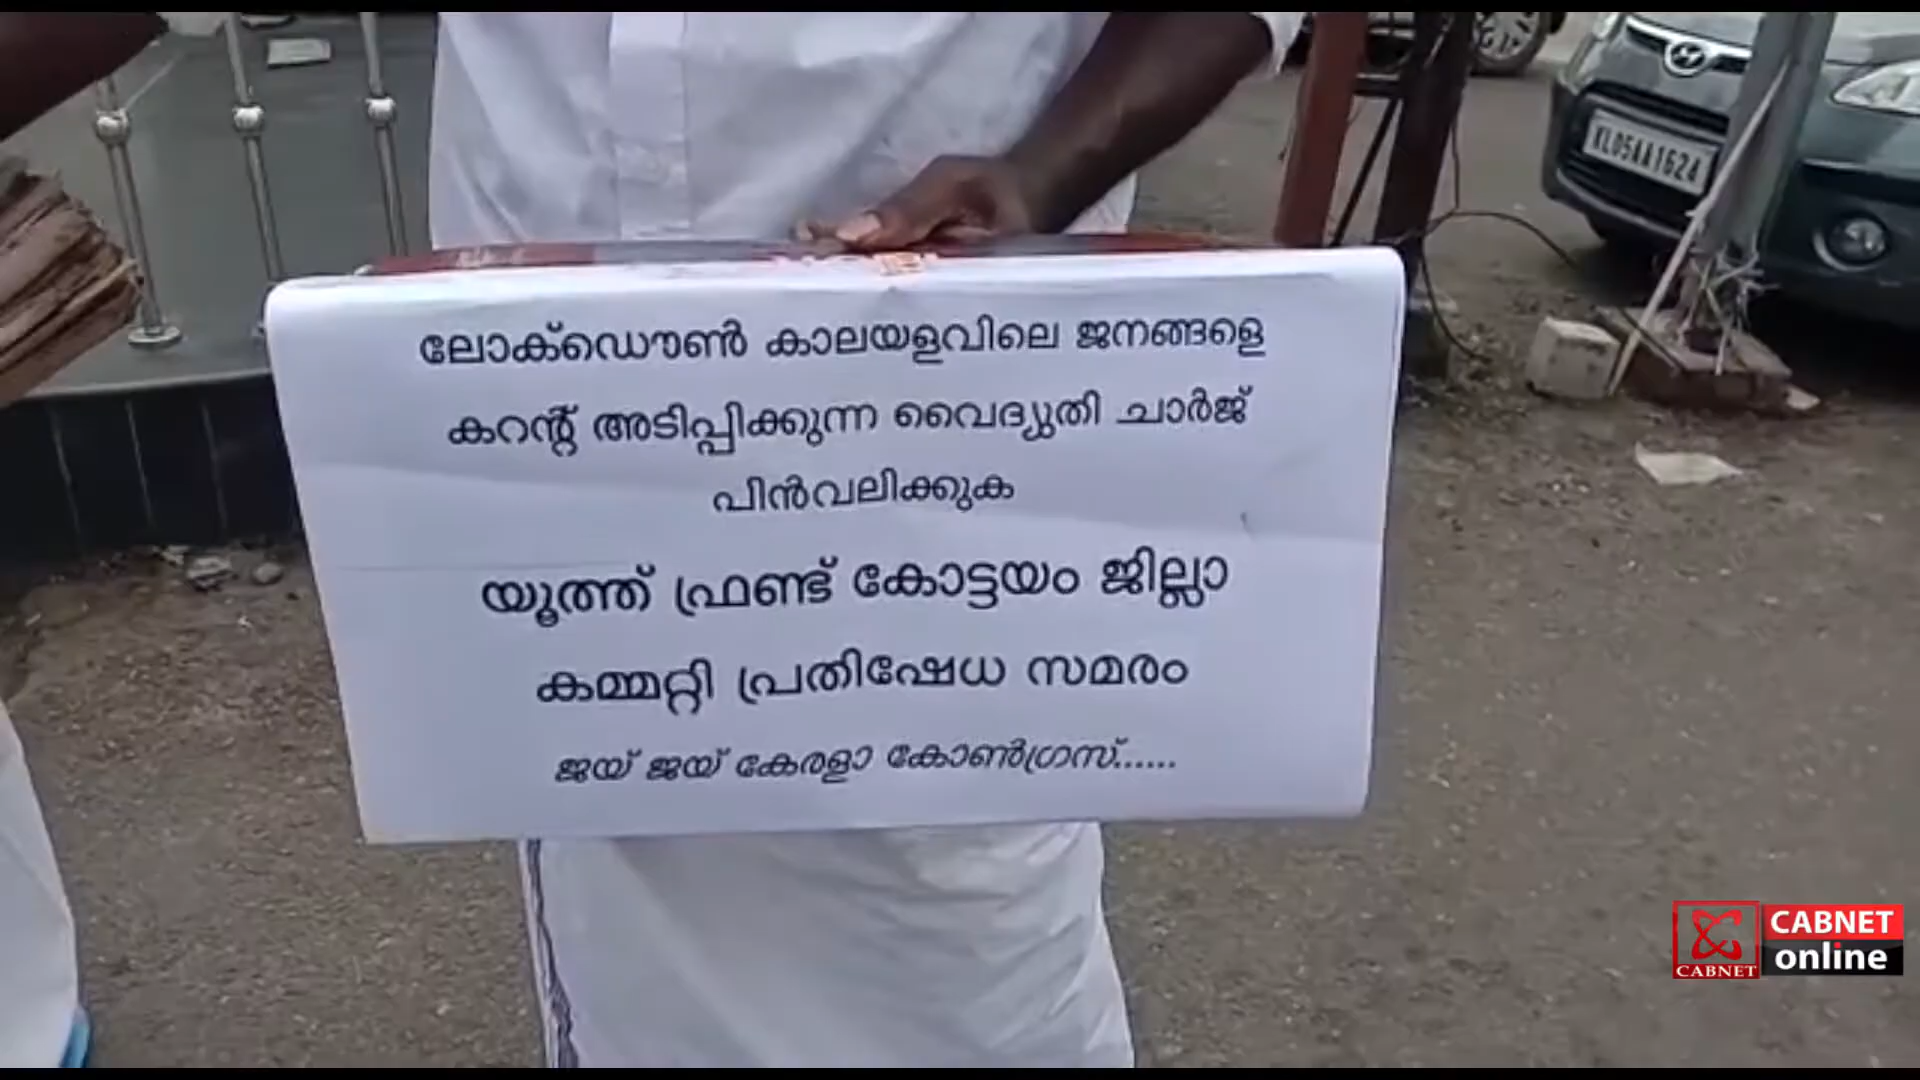 KL05AA1624
ലോക്ഡൌൺ കാലയളവിലെ ജനങ്ങളെ
കറന്റ് അടിപ്പിക്കുന്ന വൈദ്യുതി ചാർജ്
പിൻവലിക്കുക
യൂത്ത് ഫ്രണ്ട് കോട്ടയം ജില്ലാ
കമ്മറ്റി പ്രതിഷേധ സമരം
ജയ് ജയ് കേരളാ കോൺഗ്രസ്......
CABNET
CABNET
online